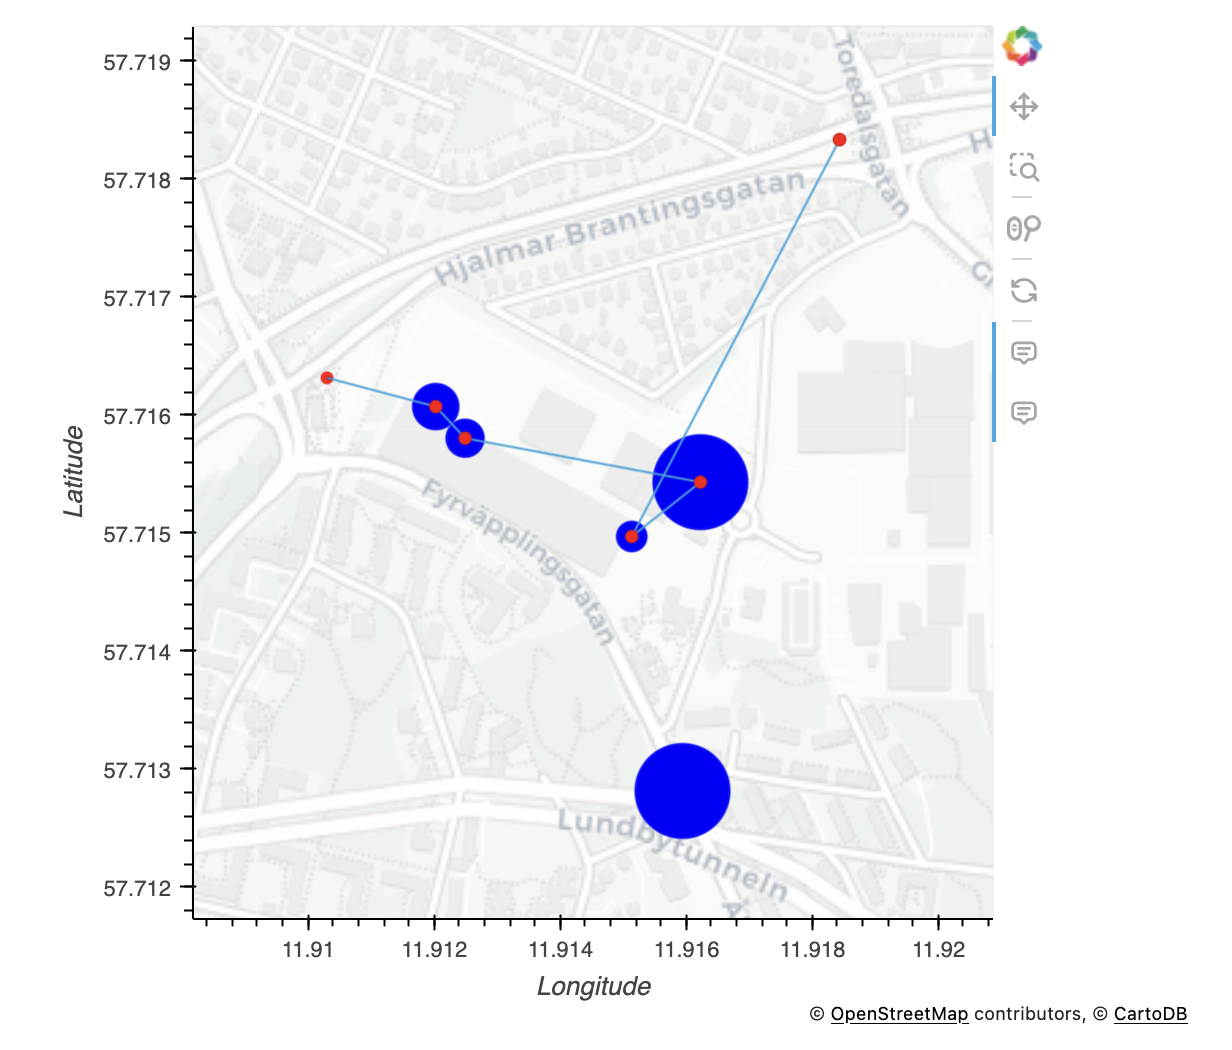 57.719
57.718
57.717
57.716
57.715
57.714
57.713
57.712
Latitude
Toredalsgatan
Hjalmar Brantingsgatan
Fyrväpplingsgatan
Lundbytunneln
11.91
11.912
11.914
11.916
11.918
11.92
Longitude
© OpenStreetMap contributors, © CartoDB